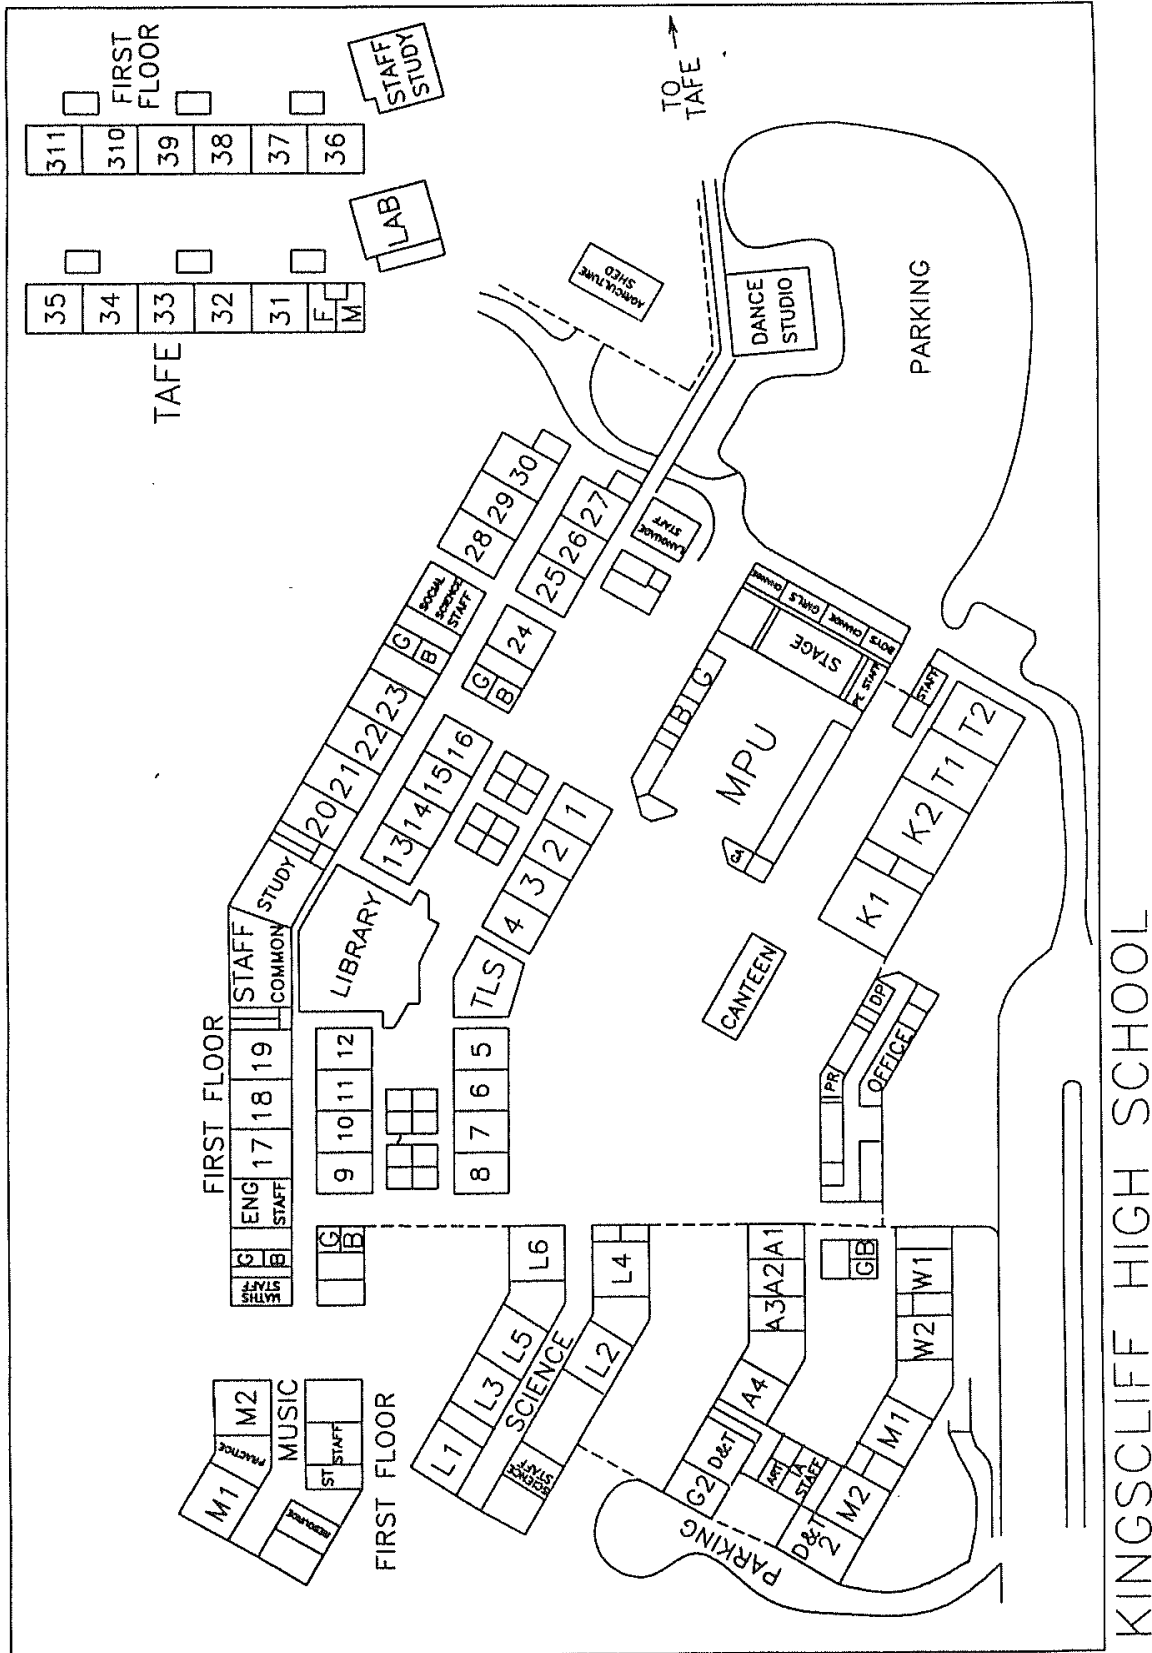 311
310
39
38
37
36
FIRST
FLOOR
STAFF
STUDY
TO
TAFE
35
34
33
32
31
F
M
TAFE
LAB
AGRICULTURE
SHED
DANCE
STUDIO
PARKING
30
29
28
27
26
25
LANGUAGE
STAFF
SOCIAL
SCIENCE
STAFF
G
B
24
G
B
23
22
21
20
16
15
14
13
STUDY
STAFF
COMMON
LIBRARY
1
2
3
4
TLS
CHANGE
GIRLS
CHANGE
BOYS
STAGE
PE STAFF
B
G
MPU
GA
STAFF
T2
T1
K2
K1
CANTEEN
DP
OFFICE
PR
FIRST FLOOR
19
18
17
ENG
STAFF
G
B
MATHS
STAFF
12
11
10
9
5
6
7
8
G
B
L6
L5
L3
L1
SCIENCE
L4
L2
SCIENCE
STAFF
A1
A2
A3
A4
D&T
G2
ART
IA
STAFF
D&T
2
M2
M1
W2
W1
G
B
PARKING
M2
PRACTICE
M1
MUSIC
STAFF
ST
RESOURCE
FIRST FLOOR
KINGSCLIFF HIGH SCHOOL